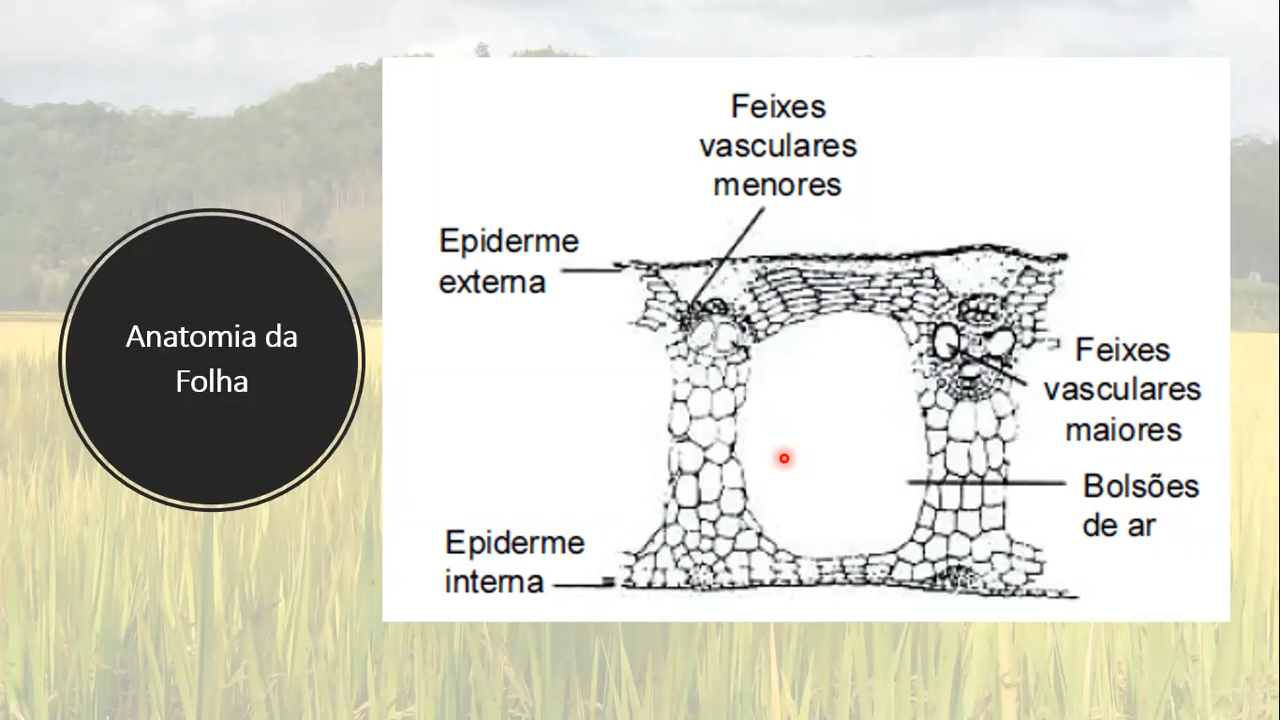 Anatomia da
Folha
Feixes
vasculares
menores
Epiderme
externa
Feixes
vasculares
maiores
Bolsões
de ar
Epiderme
interna